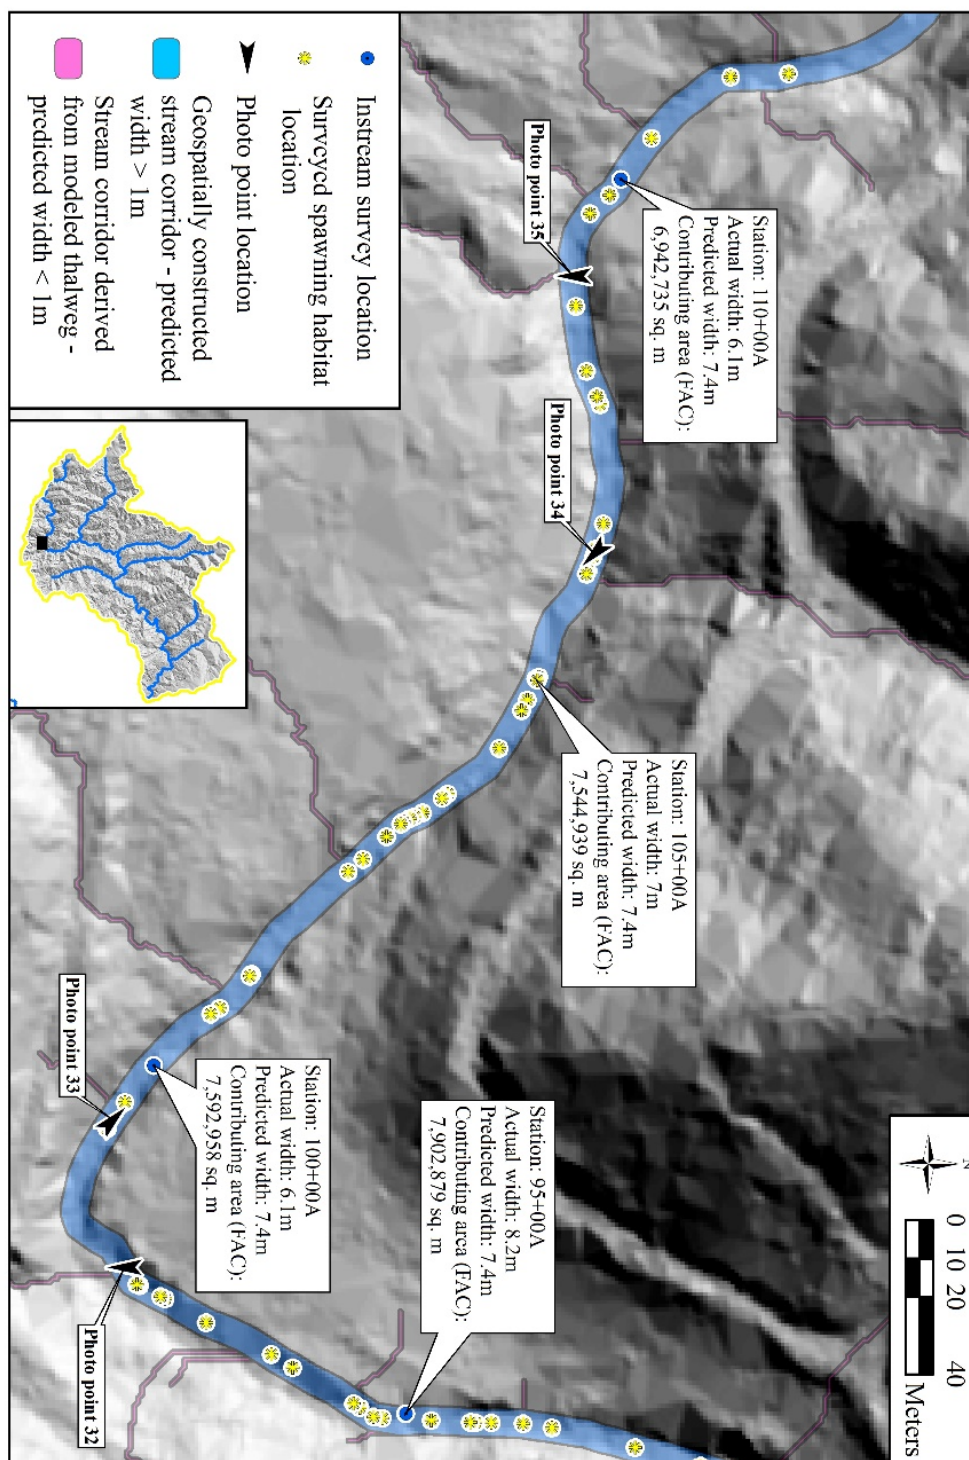 Station: 110+00A
Actual width: 6.1m
Predicted width: 7.4m
Contributing area (FAC):
6,942,735 sq. m
Station: 105+00A
Actual width: 7m
Predicted width: 7.4m
Contributing area (FAC):
7,544,939 sq. m
Station: 95+00A
Actual width: 8.2m
Predicted width: 7.4m
Contributing area (FAC):
7,902,879 sq. m
Station: 100+00A
Actual width: 6.1m
Predicted width: 7.4m
Contributing area (FAC):
7,592,958 sq. m
Photo point 35
Photo point 34
Photo point 33
Photo point 32
N
0 10 20 40
Meters
Instream survey location
Surveyed spawning habitat
location
Photo point location
Geospatially constructed
stream corridor - predicted
width > 1m
Stream corridor derived
from modeled thalweg -
predicted width < 1m